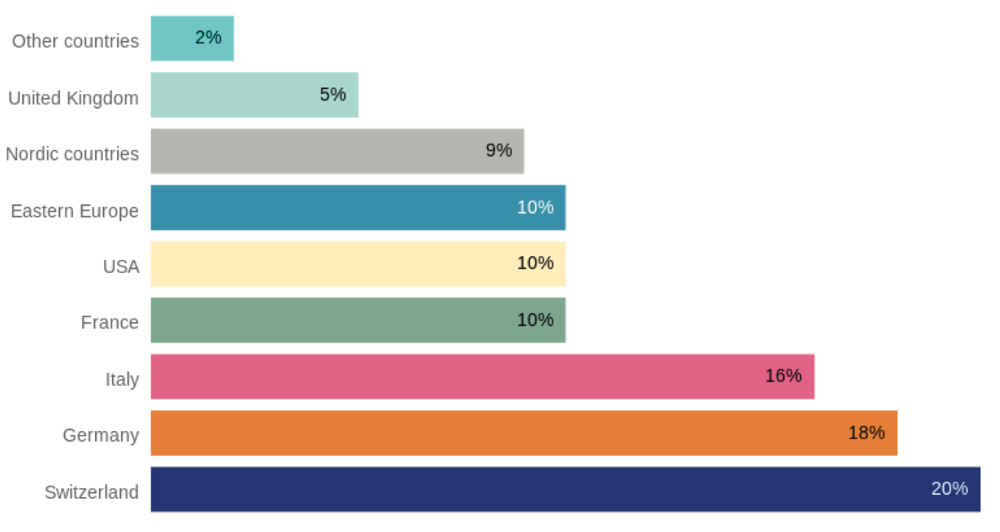 Other countries 2%
United Kingdom 5%
Nordic countries 9%
Eastern Europe 10%
USA 10%
France 10%
Italy 16%
Germany 18%
Switzerland 20%